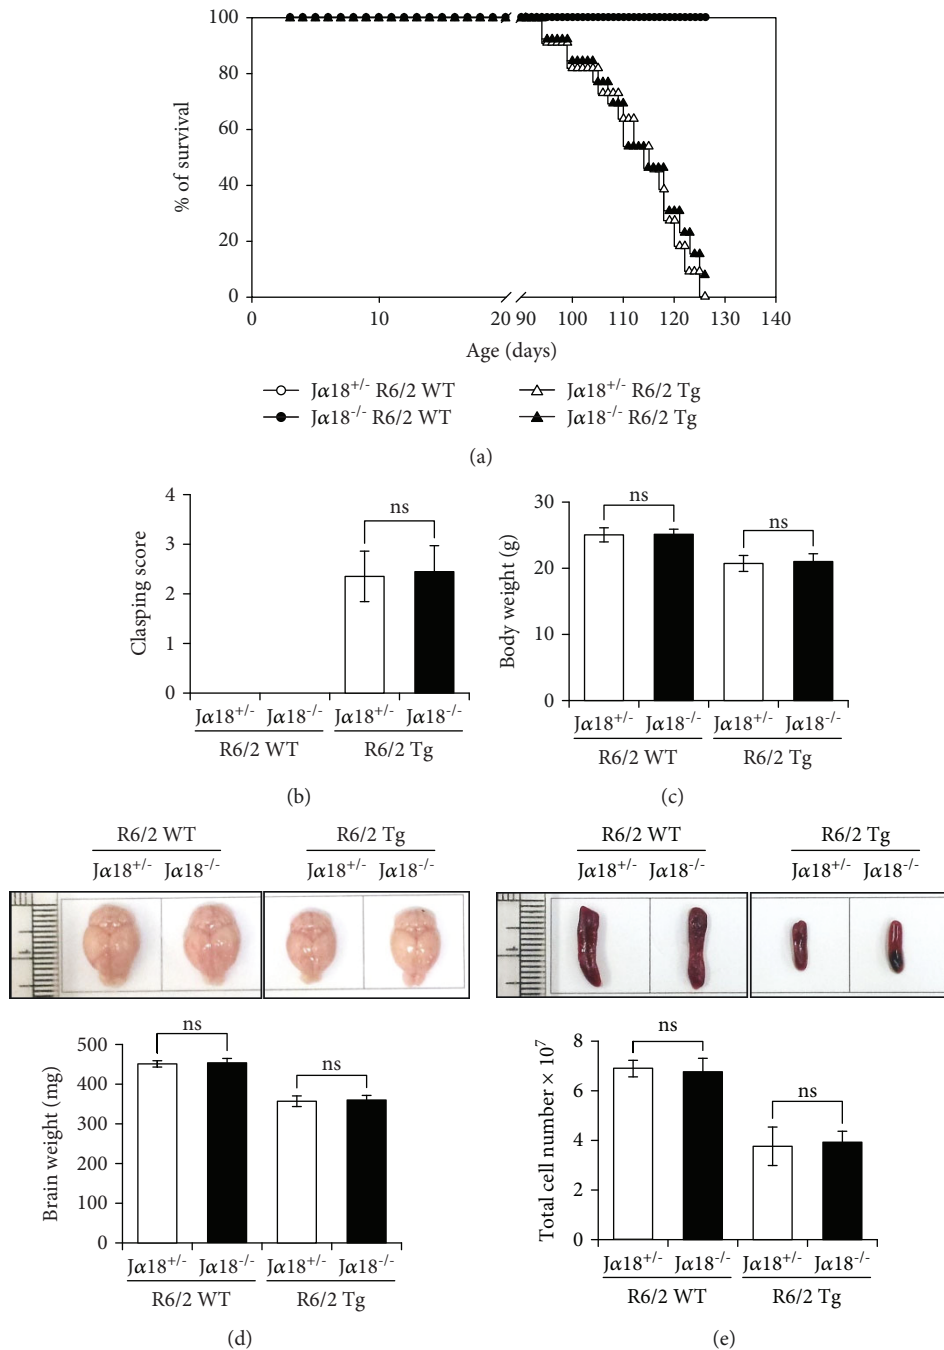 100
80
60
40
20
0
% of survival
0 10 20 90 100 110 120 130 140
Age (days)
Jα18+/- R6/2 WT Jα18+/- R6/2 Tg
Jα18-/- R6/2 WT Jα18-/- R6/2 Tg
(a)
4
3
2
1
0
Clasping score
ns
Jα18+/- Jα18-/- Jα18+/- Jα18-/-
R6/2 WT R6/2 Tg
(b)
30
20
10
0
Body weight (g)
ns
ns
Jα18+/- Jα18-/- Jα18+/- Jα18-/-
R6/2 WT R6/2 Tg
(c)
R6/2 WT R6/2 Tg
Jα18+/- Jα18-/- Jα18+/- Jα18-/-
500
400
300
200
100
0
Brain weight (mg)
ns
ns
Jα18+/- Jα18-/- Jα18+/- Jα18-/-
R6/2 WT R6/2 Tg
(d)
R6/2 WT R6/2 Tg
Jα18+/- Jα18-/- Jα18+/- Jα18-/-
8
6
4
2
0
Total cell number × 10⁷
ns
ns
Jα18+/- Jα18-/- Jα18+/- Jα18-/-
R6/2 WT R6/2 Tg
(e)